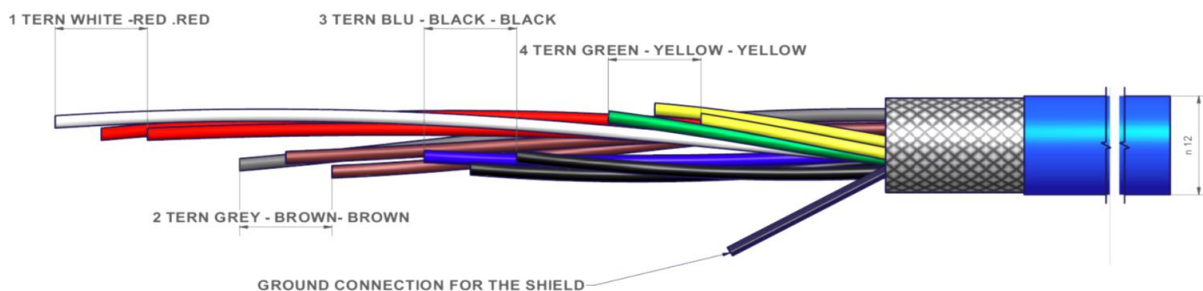 1 TERN WHITE -RED .RED
3 TERN BLU - BLACK - BLACK
4 TERN GREEN - YELLOW - YELLOW
2 TERN GREY - BROWN- BROWN
GROUND CONNECTION FOR THE SHIELD
n 12